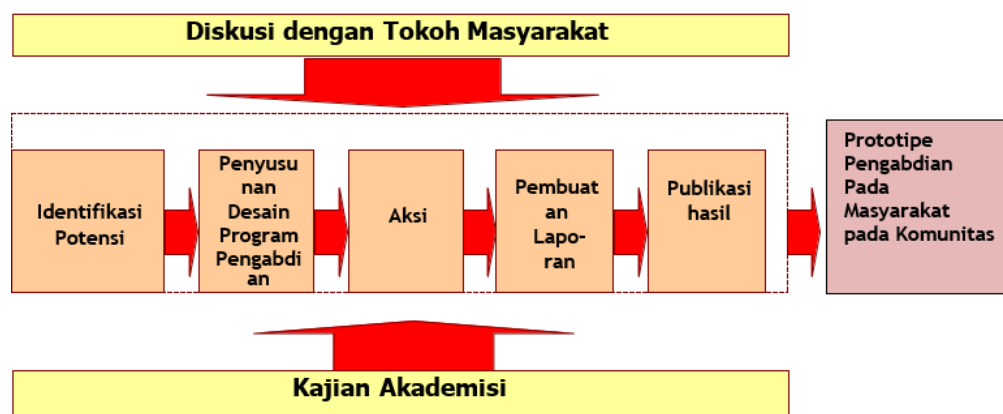 Diskusi dengan Tokoh Masyarakat
Identifikasi
Potensi
Penyusu
nan
Desain
Program
Pengabdi
an
Aksi
Pembuat
an
Lapo-
ran
Publikasi
hasil
Prototipe
Pengabdian
Pada
Masyarakat
pada Komunitas
Kajian Akademisi